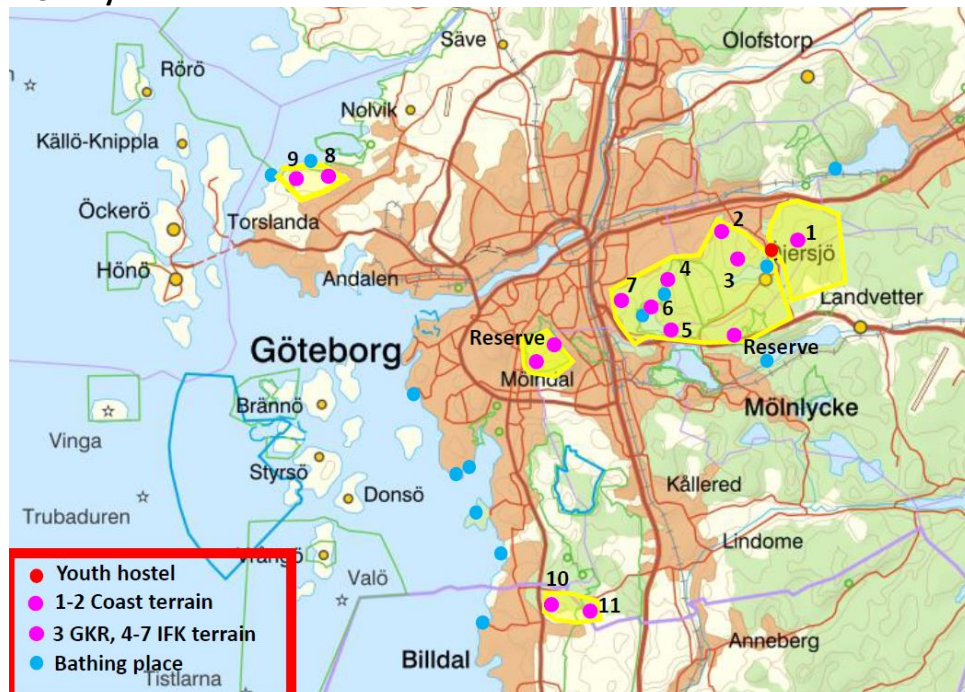 Säve
Olofstorp
Rörö
Nolvik
Källö-Knippla
9 8
Öckerö
Torslanda
2
1
jersjö
3
Hönö
Andalen
4
7
6
Landvetter
5
Göteborg
Reserve
Reserve
Mölndal
Brännö
Mölnlycke
Vinga
Styrsö
Donsö
Kållered
Trubaduren
Lindome
Vrångö
Valö
10
11
Anneberg
Billdal
Youth hostel
1-2 Coast terrain
3 GKR, 4-7 IFK terrain
Bathing place
Tistlarna